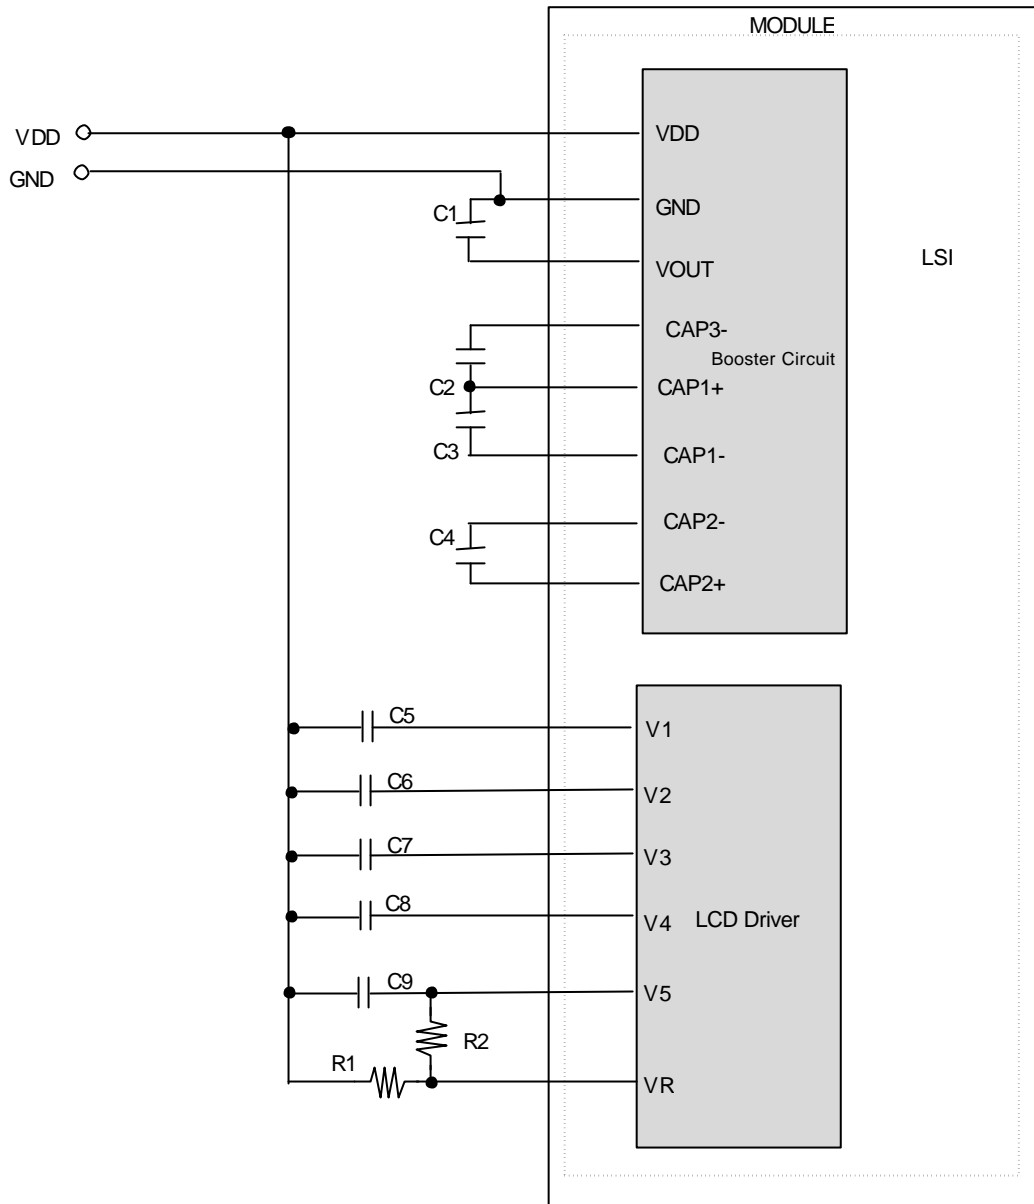 MODULE
VDD
VDD
GND
GND
C1
VOUT
LSI
CAP3-
Booster Circuit
C2
CAP1+
C3
CAP1-
CAP2-
C4
CAP2+
C5
V1
C6
V2
C7
V3
C8
V4
LCD Driver
C9
V5
R2
R1
VR